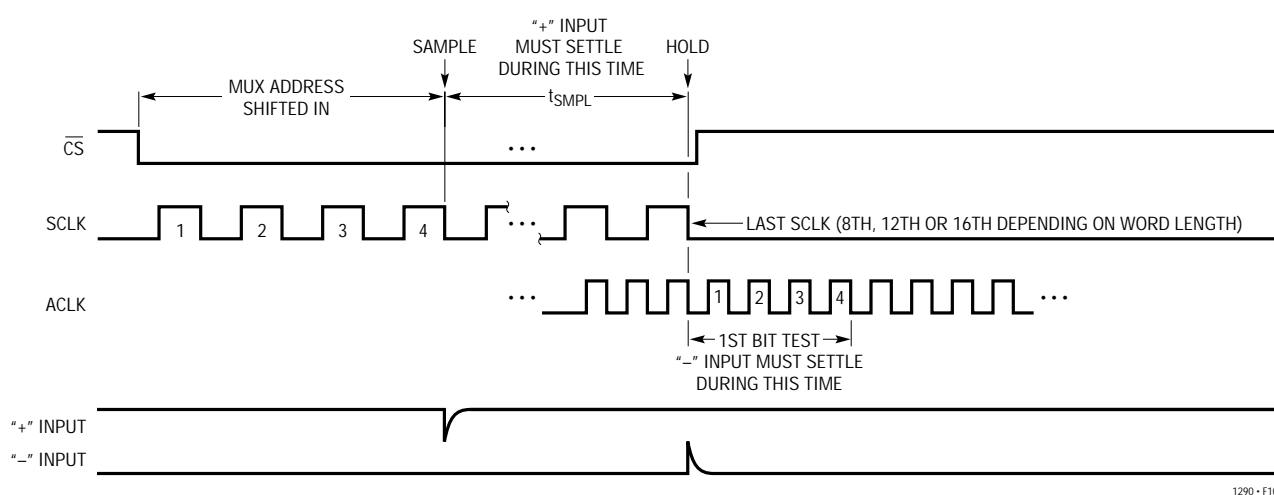 "+" INPUT
MUST SETTLE
DURING THIS TIME
SAMPLE
HOLD
MUX ADDRESS
SHIFTED IN
tSMPL
CS
•••
SCLK
1 2 3 4
•••
LAST SCLK (8TH, 12TH OR 16TH DEPENDING ON WORD LENGTH)
ACLK
•••
1 2 3 4
•••
1ST BIT TEST
"–" INPUT MUST SETTLE
DURING THIS TIME
"+" INPUT
"–" INPUT